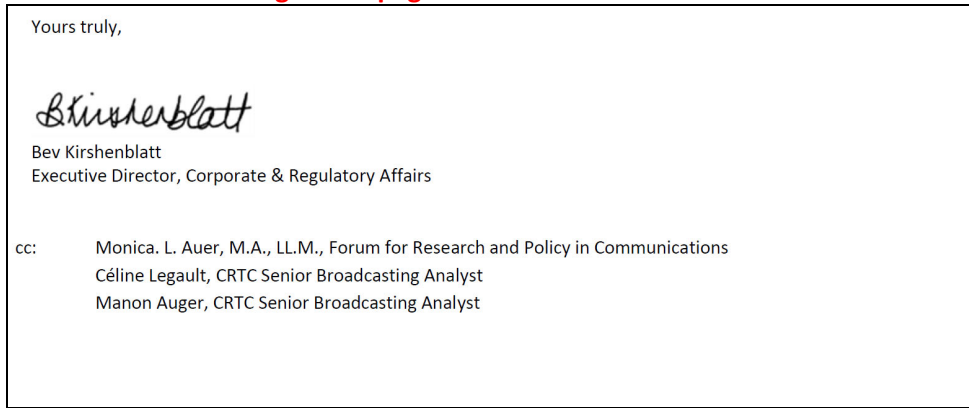 Yours truly,
BKirshenblatt
Bev Kirshenblatt
Executive Director, Corporate & Regulatory Affairs
cc: Monica. L. Auer, M.A., LL.M., Forum for Research and Policy in Communications
Céline Legault, CRTC Senior Broadcasting Analyst
Manon Auger, CRTC Senior Broadcasting Analyst